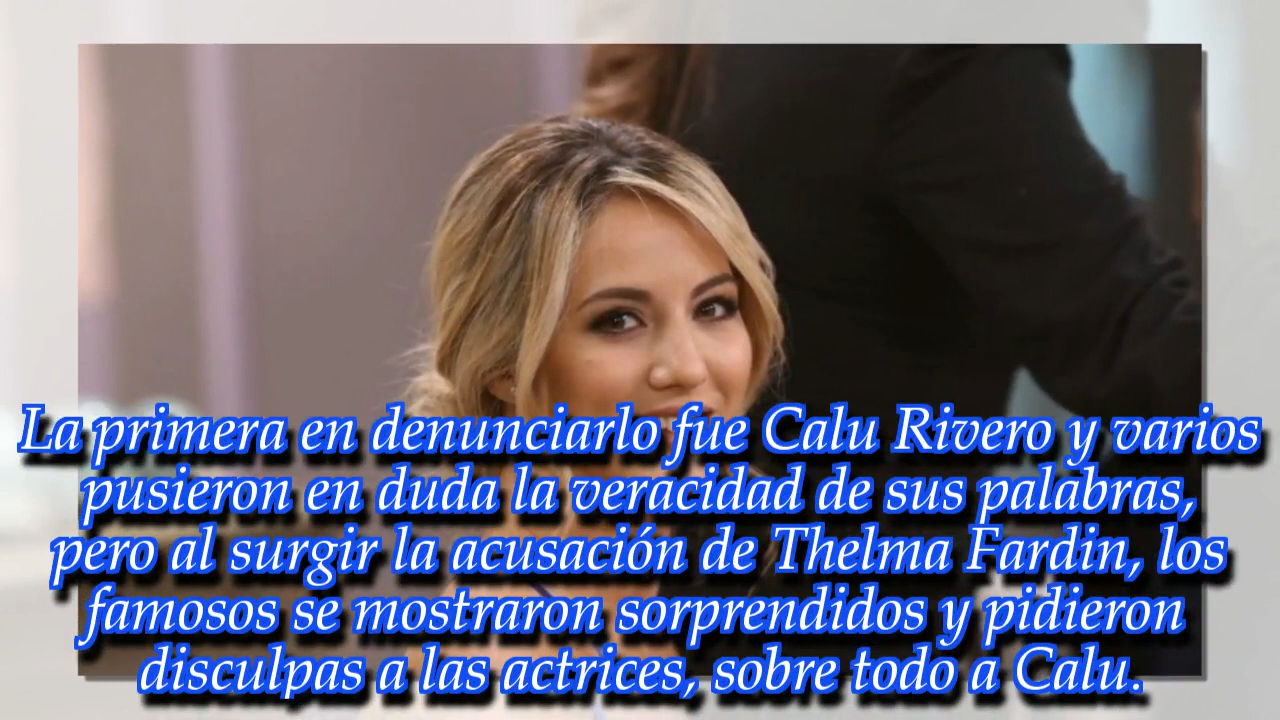 La primera en denunciarlo fue Calu Rivero y varios
pusieron en duda la veracidad de sus palabras,
pero al surgir la acusación de Thelma Fardin, los
famosos se mostraron sorprendidos y pidieron
disculpas a las actrices, sobre todo a Calu.